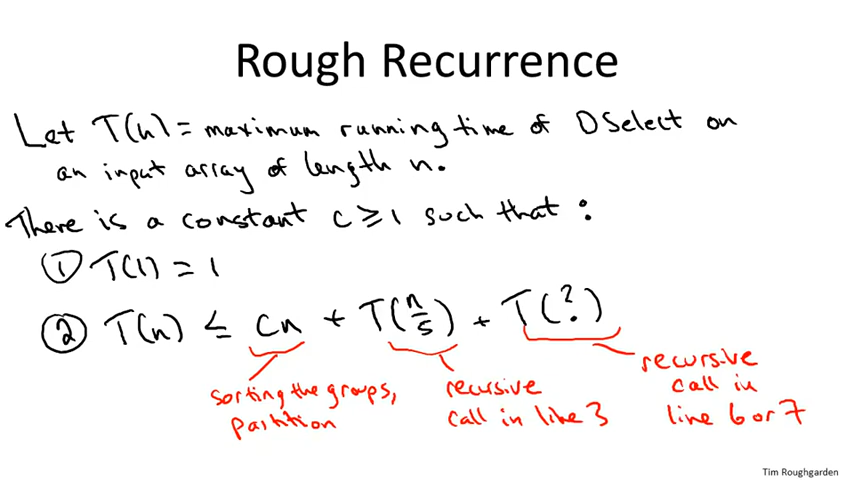 Rough Recurrence
Let T(n) = maximum running time of DSelect on
an input array of length n.
There is a constant c ≥ 1 such that :
① T(1) = 1
② T(n) ≤ cn + T(n/5) + T(?)
sorting the groups,
partition
recursive
call in line 3
recursive
call in
line 6 or 7
Tim Roughgarden